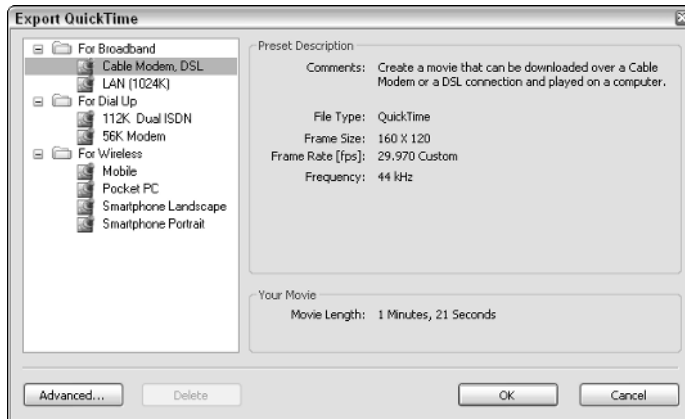 Export QuickTime
For Broadband
Cable Modem, DSL
LAN (1024K)
For Dial Up
112K Dual ISDN
56K Modem
For Wireless
Mobile
Pocket PC
Smartphone Landscape
Smartphone Portrait
Preset Description
Comments: Create a movie that can be downloaded over a Cable
Modem or a DSL connection and played on a computer.
File Type: QuickTime
Frame Size: 160 X 120
Frame Rate [fps]: 29.970 Custom
Frequency: 44 kHz
Your Movie
Movie Length: 1 Minutes, 21 Seconds
Advanced... Delete OK Cancel